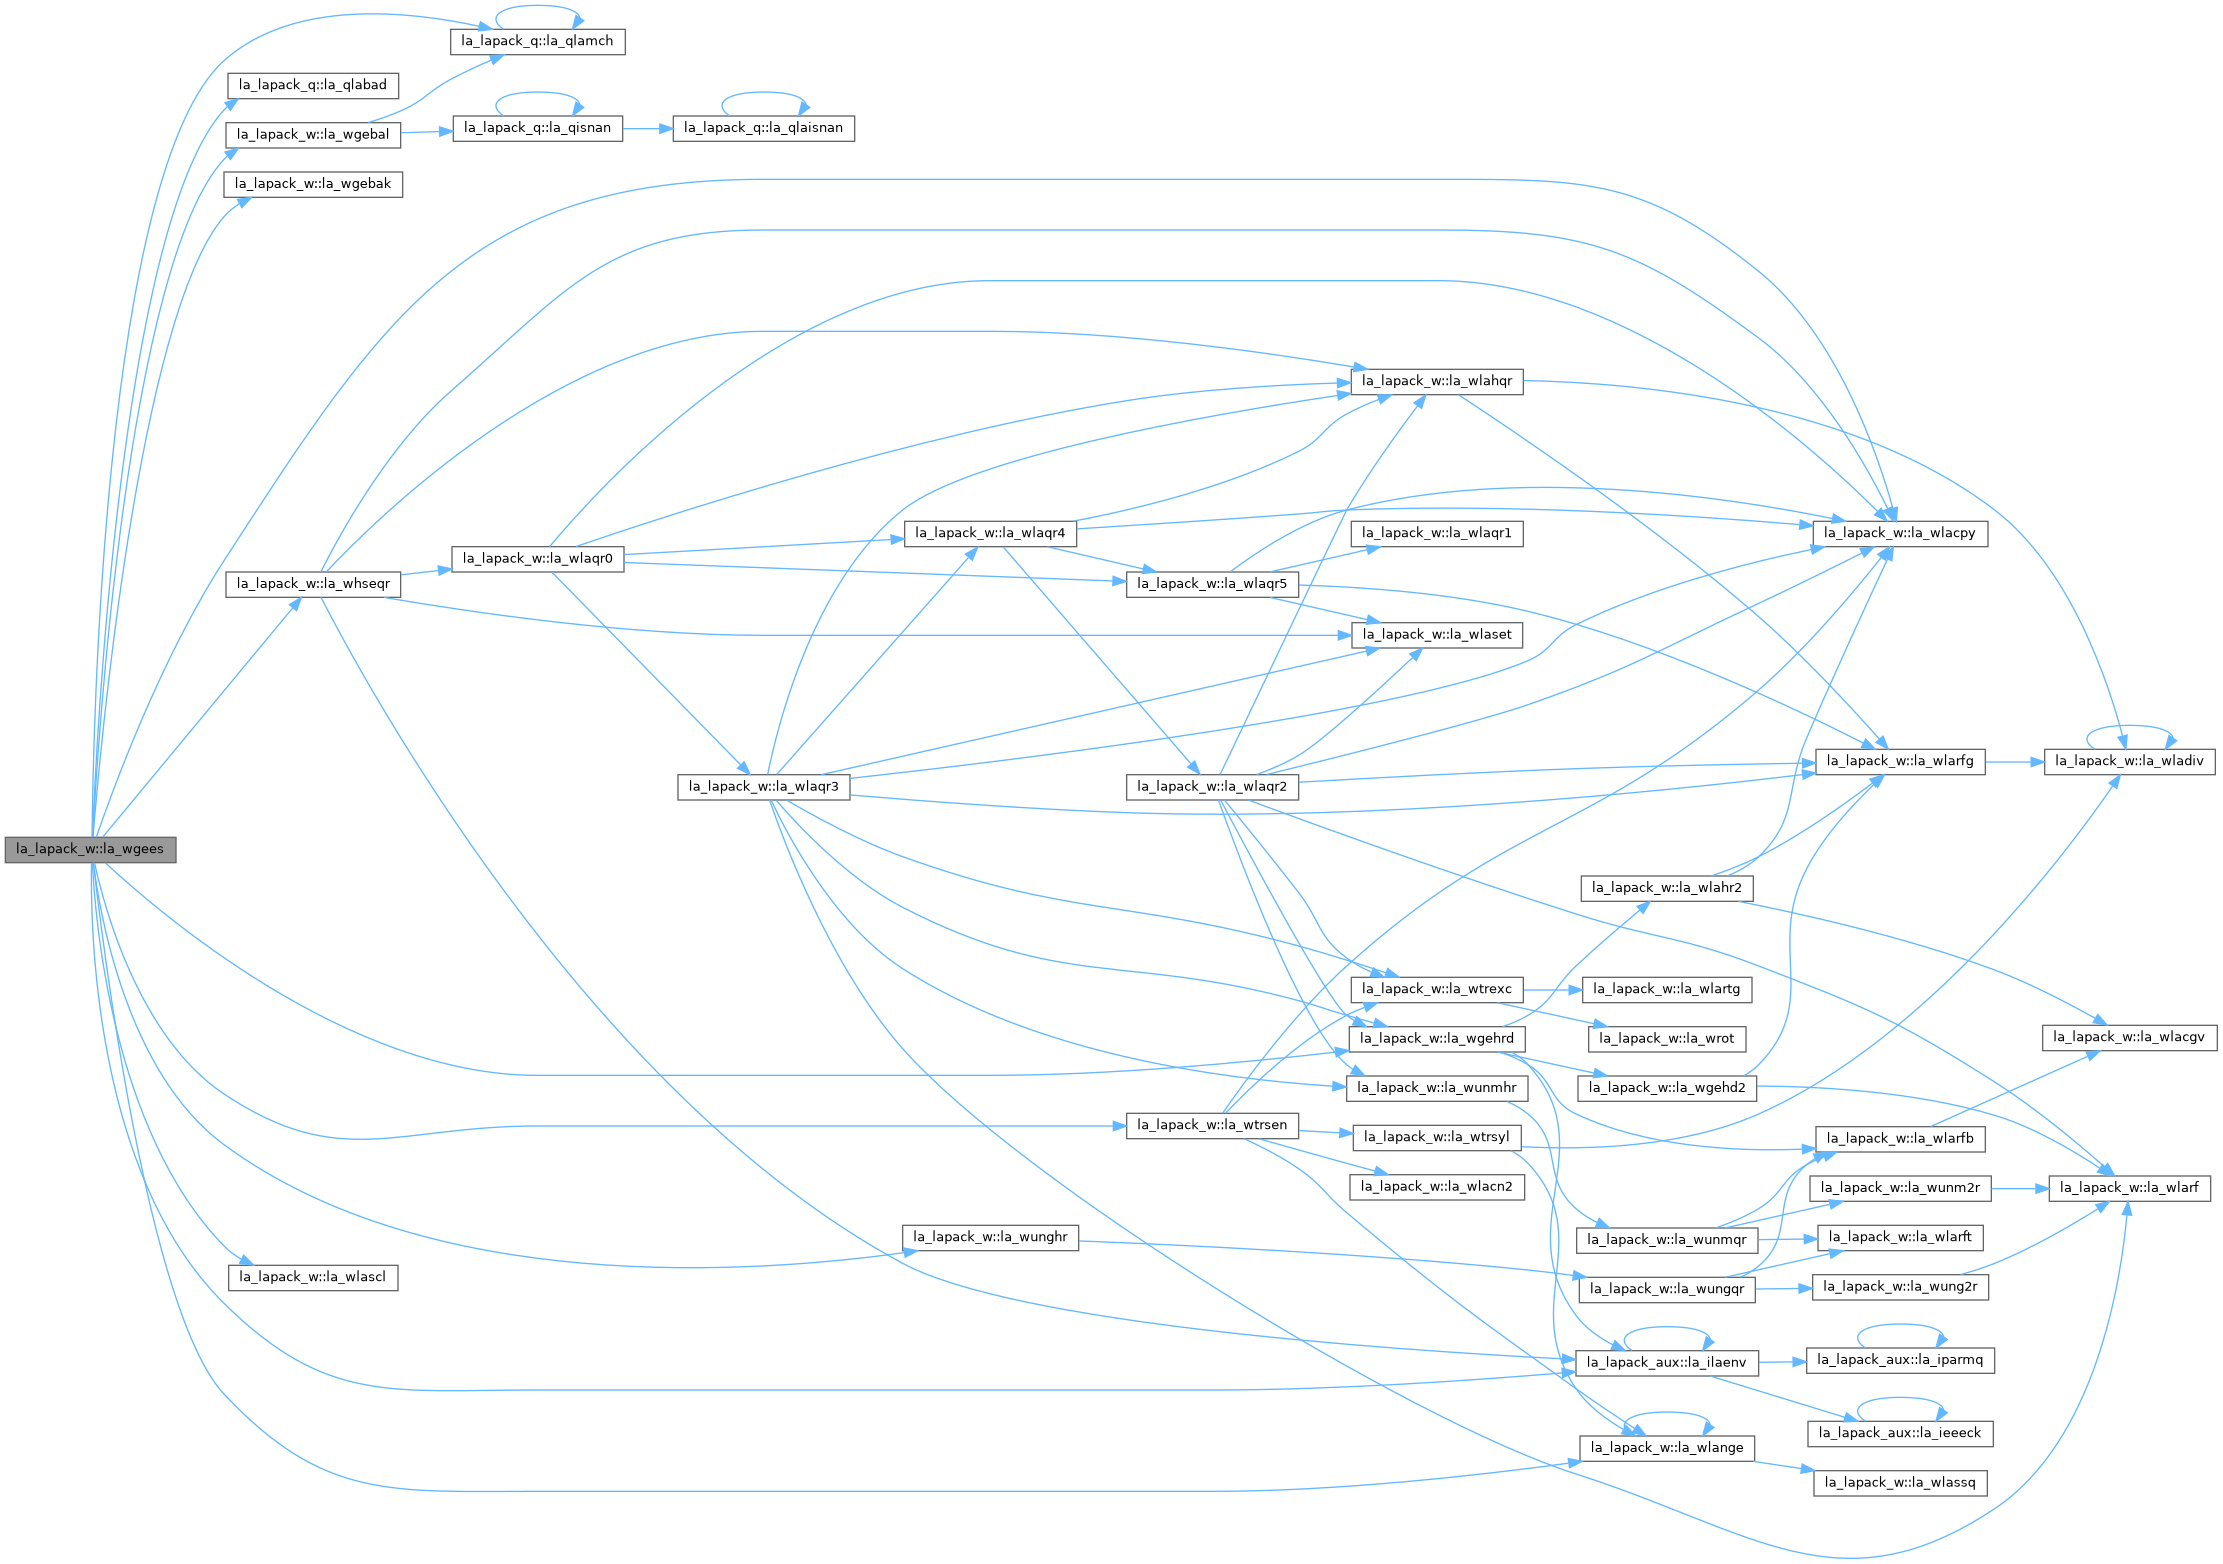 la_lapack_q::la_qlamch
la_lapack_q::la_qlabad
la_lapack_w::la_wgebal
la_lapack_q::la_qisnan
la_lapack_q::la_qlaisnan
la_lapack_w::la_wgebak
la_lapack_w::la_wlahqr
la_lapack_w::la_wlaqr4
la_lapack_w::la_wlaqr1
la_lapack_w::la_wlacpy
la_lapack_w::la_wlaqr0
la_lapack_w::la_whseqr
la_lapack_w::la_wlaqr5
la_lapack_w::la_wlaset
la_lapack_w::la_wlarfg
la_lapack_w::la_wladiv
la_lapack_w::la_wlaqr3
la_lapack_w::la_wlaqr2
la_lapack_w::la_wgees
la_lapack_w::la_wlahr2
la_lapack_w::la_wtrexc
la_lapack_w::la_wlartg
la_lapack_w::la_wgehrd
la_lapack_w::la_wrot
la_lapack_w::la_wlacgv
la_lapack_w::la_wunmhr
la_lapack_w::la_wgehd2
la_lapack_w::la_wtrsen
la_lapack_w::la_wtrsyl
la_lapack_w::la_wlarfb
la_lapack_w::la_wlacn2
la_lapack_w::la_wunm2r
la_lapack_w::la_wlarf
la_lapack_w::la_wunghr
la_lapack_w::la_wunmqr
la_lapack_w::la_wlarft
la_lapack_w::la_wlascl
la_lapack_w::la_wungqr
la_lapack_w::la_wung2r
la_lapack_aux::la_ilaenv
la_lapack_aux::la_iparmq
la_lapack_aux::la_ieeeck
la_lapack_w::la_wlange
la_lapack_w::la_wlassq